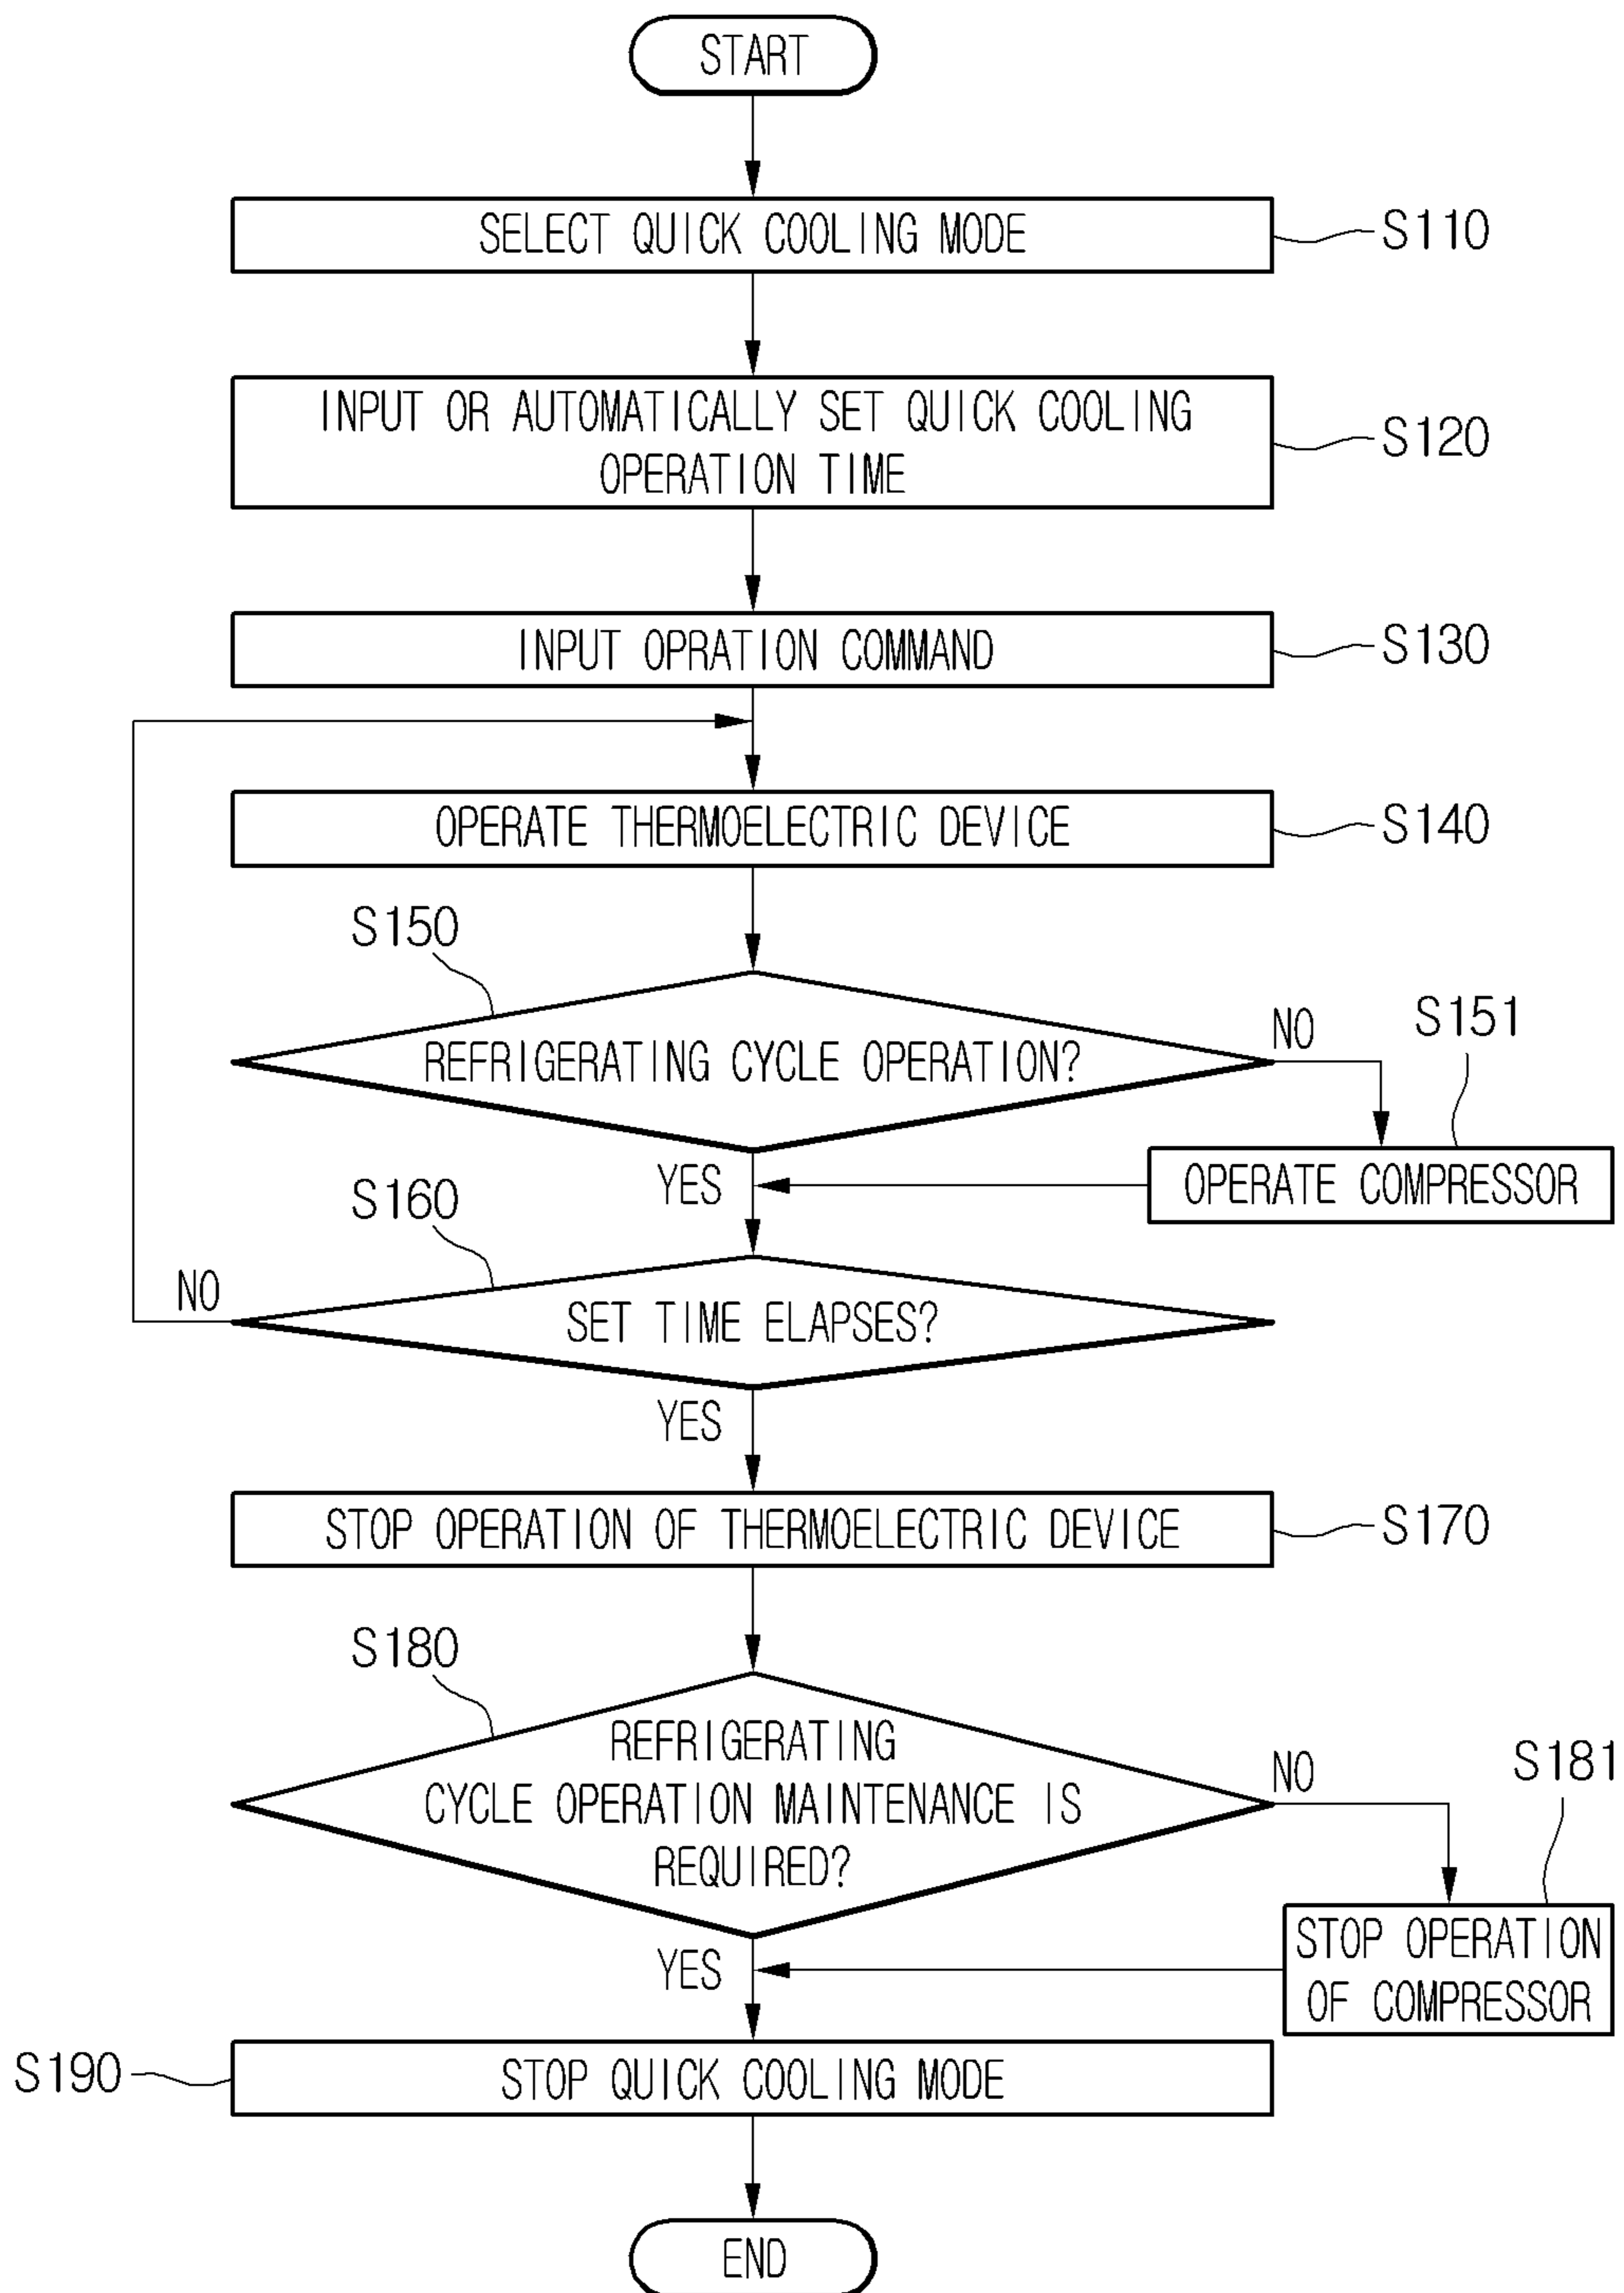 START
SELECT QUICK COOLING MODE
S110
INPUT OR AUTOMATICALLY SET QUICK COOLING
OPERATION TIME
S120
INPUT OPRATION COMMAND
S130
OPERATE THERMOELECTRIC DEVICE
S140
S150
REFRIGERATING CYCLE OPERATION?
NO
S151
OPERATE COMPRESSOR
YES
S160
SET TIME ELAPSES?
NO
YES
STOP OPERATION OF THERMOELECTRIC DEVICE
S170
S180
REFRIGERATING
CYCLE OPERATION MAINTENANCE IS
REQUIRED?
NO
S181
STOP OPERATION
OF COMPRESSOR
YES
S190
STOP QUICK COOLING MODE
END